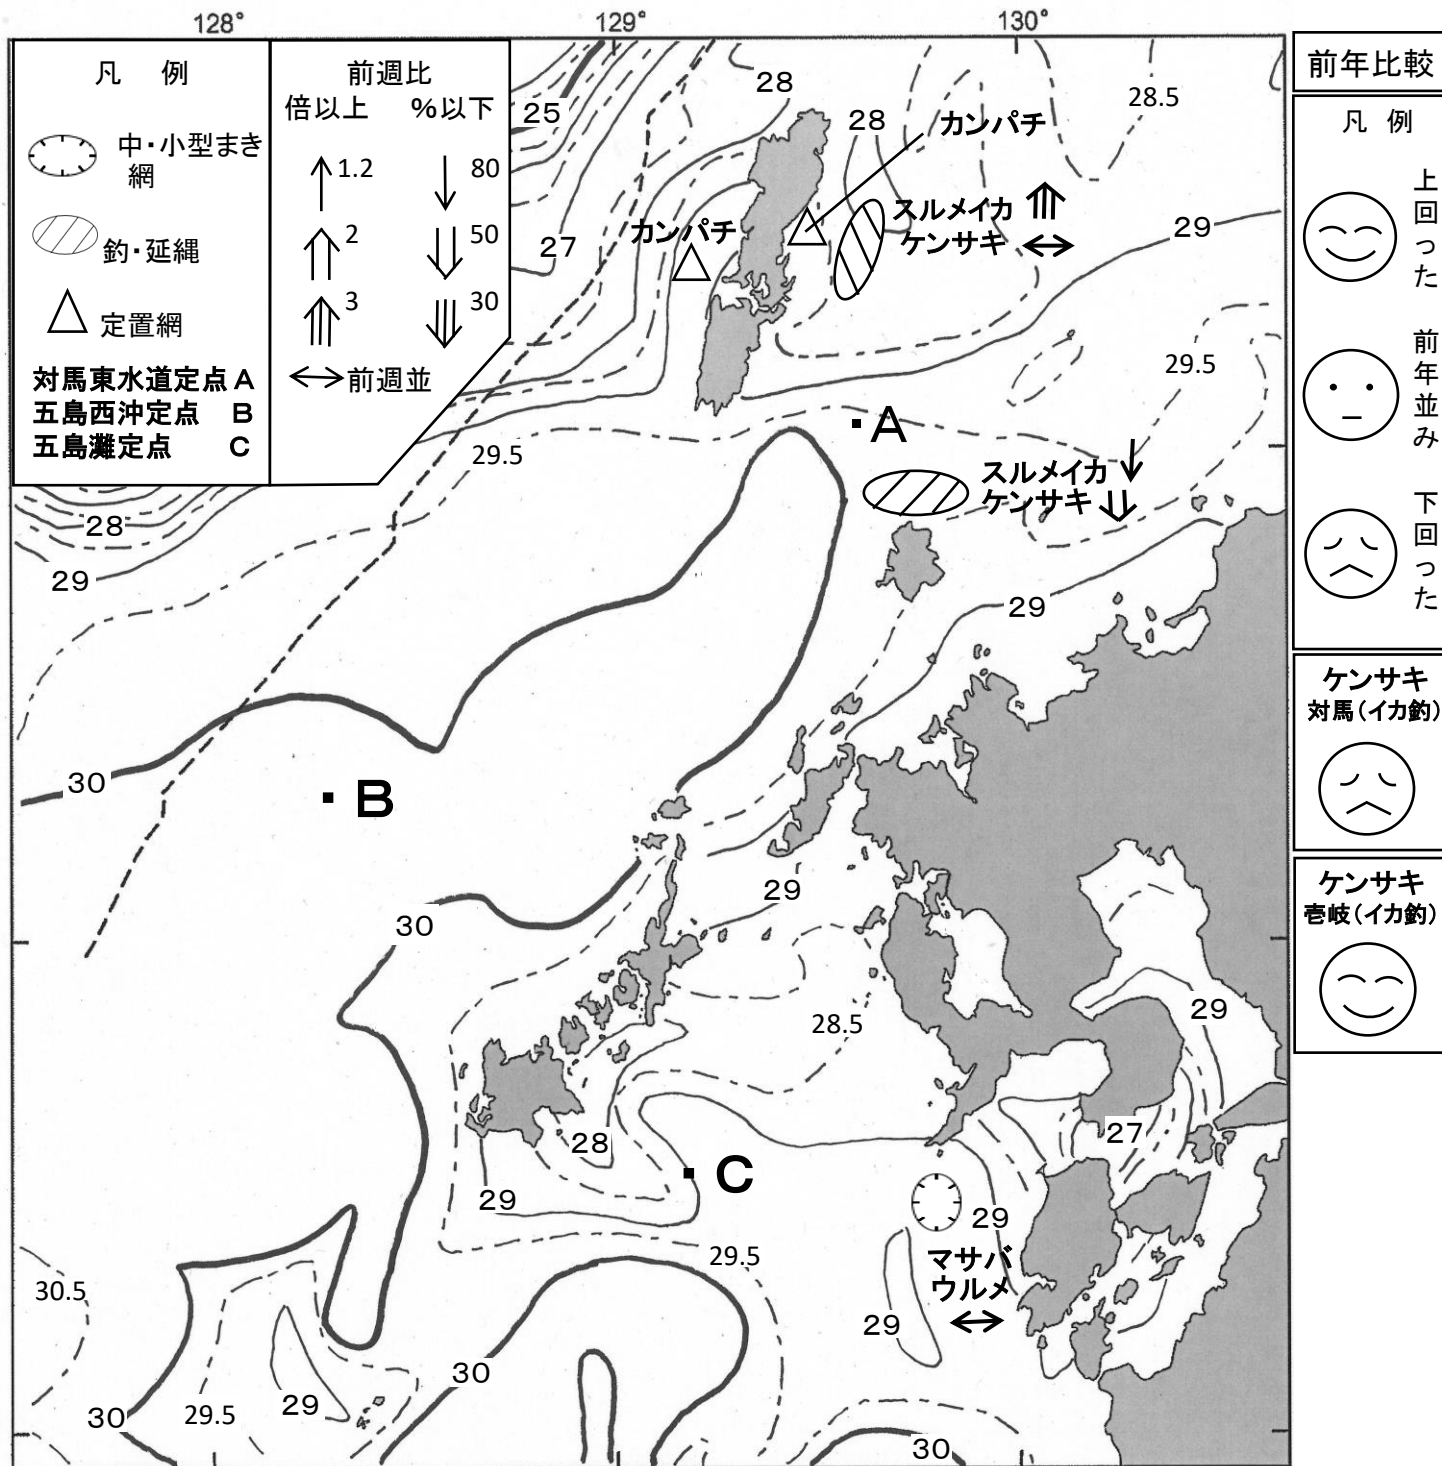 128°
129°
130°
凡 例
中・小型まき
網
釣・延縄
定置網
対馬東水道定点 A
五島西沖定点 B
五島灘定点 C
前週比
倍以上 %以下
1.2 80
2 50
3 30
前週並
前年比較
凡 例
上回った
前年並み
下回った
ケンサキ
対馬(イカ釣)
ケンサキ
壱岐(イカ釣)
25
28
28
カンパチ
28.5
27
カンパチ
スルメイカ
ケンサキ
29
29.5
A
29.5
スルメイカ
ケンサキ
28
29
29
30
B
29
30
28.5
29
28
27
C
29
29
29.5
マサバ
ウルメ
30.5
29
30
29
30
29.5
30